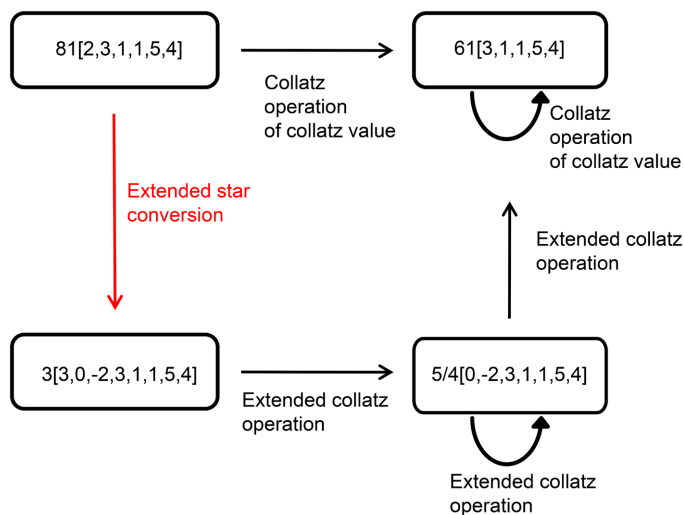 81[2,3,1,1,5,4]
61[3,1,1,5,4]
Collatz
operation
of collatz value
Collatz
operation
of collatz value
Extended star
conversion
Extended collatz
operation
3[3,0,-2,3,1,1,5,4]
5/4[0,-2,3,1,1,5,4]
Extended collatz
operation
Extended collatz
operation